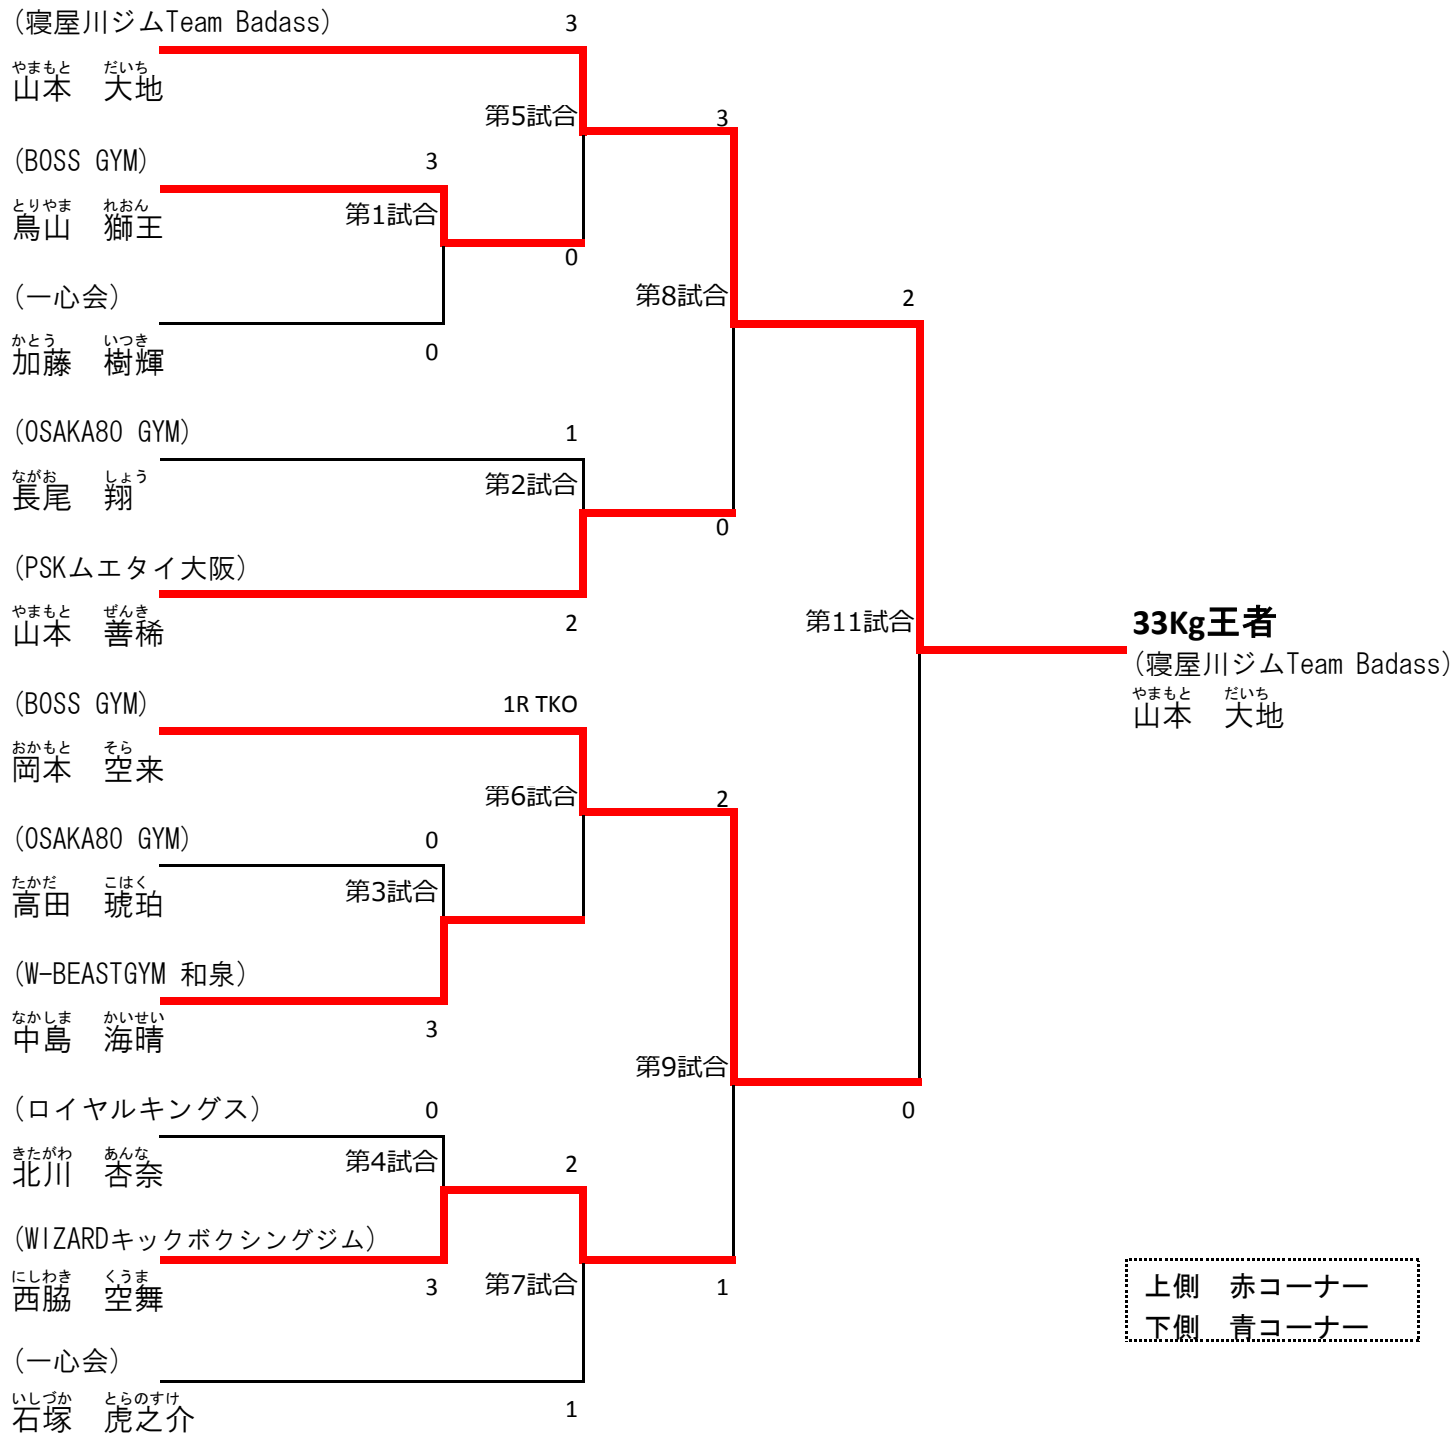 (寝屋川ジムTeam Badass)
3
やまもと だいち
山本 大地
第5試合
3
(BOSS GYM)
3
とりやま れおん
鳥山 獅王
第1試合
0
(一心会)
第8試合
2
かとう いつき
加藤 樹輝
0
(OSAKA80 GYM)
1
ながお しょう
長尾 翔
第2試合
0
(PSKムエタイ大阪)
やまもと ぜんき
山本 善稀
2
第11試合
33Kg王者
(寝屋川ジムTeam Badass)
やまもと だいち
山本 大地
(BOSS GYM)
1R TKO
おかもと そら
岡本 空来
第6試合
2
(OSAKA80 GYM)
0
たかだ こはく
高田 琥珀
第3試合
(W-BEASTGYM 和泉)
なかしま かいせい
中島 海晴
3
第9試合
(ロイヤルキングス)
0
0
きたがわ あんな
北川 杏奈
第4試合
2
(WIZARDキックボクシングジム)
にしわき くうま
西脇 空舞
3
第7試合
1
上側 赤コーナー
下側 青コーナー
(一心会)
いしづか とらのすけ
石塚 虎之介
1